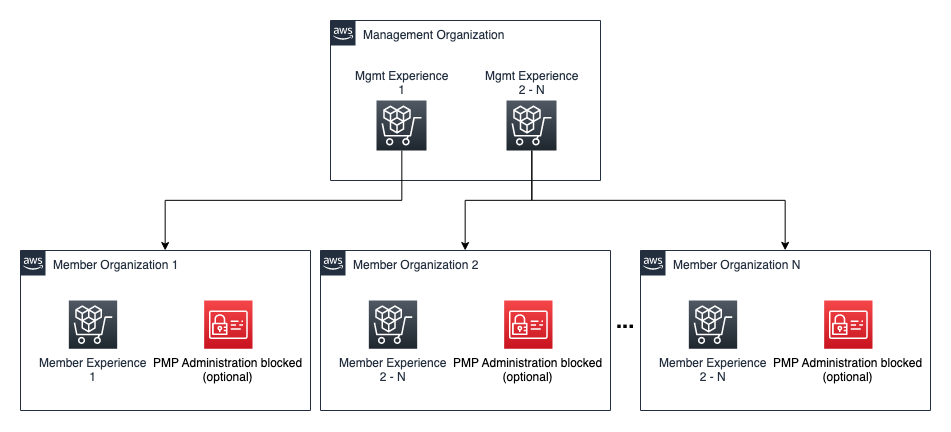 aws
Management Organization
Mgmt Experience
1
Mgmt Experience
2 - N
aws
Member Organization 1
Member Experience
1
PMP Administration blocked
(optional)
aws
Member Organization 2
Member Experience
2 - N
PMP Administration blocked
(optional)
...
aws
Member Organization N
Member Experience
2 - N
PMP Administration blocked
(optional)